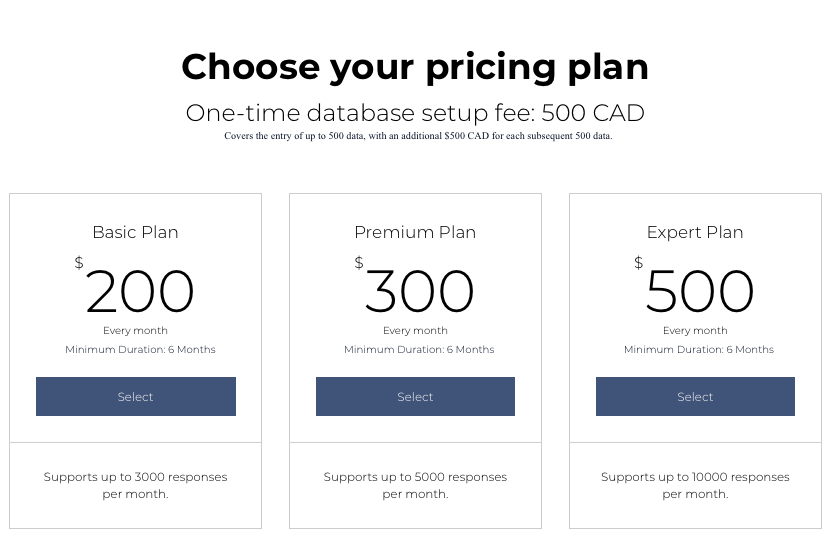 Choose your pricing plan
One-time database setup fee: 500 CAD
Covers the entry of up to 500 data, with an additional $500 CAD for each subsequent 500 data.
Basic Plan
$200
Every month
Minimum Duration: 6 Months
Select
Supports up to 3000 responses
per month.
Premium Plan
$300
Every month
Minimum Duration: 6 Months
Select
Supports up to 5000 responses
per month.
Expert Plan
$500
Every month
Minimum Duration: 6 Months
Select
Supports up to 10000 responses
per month.